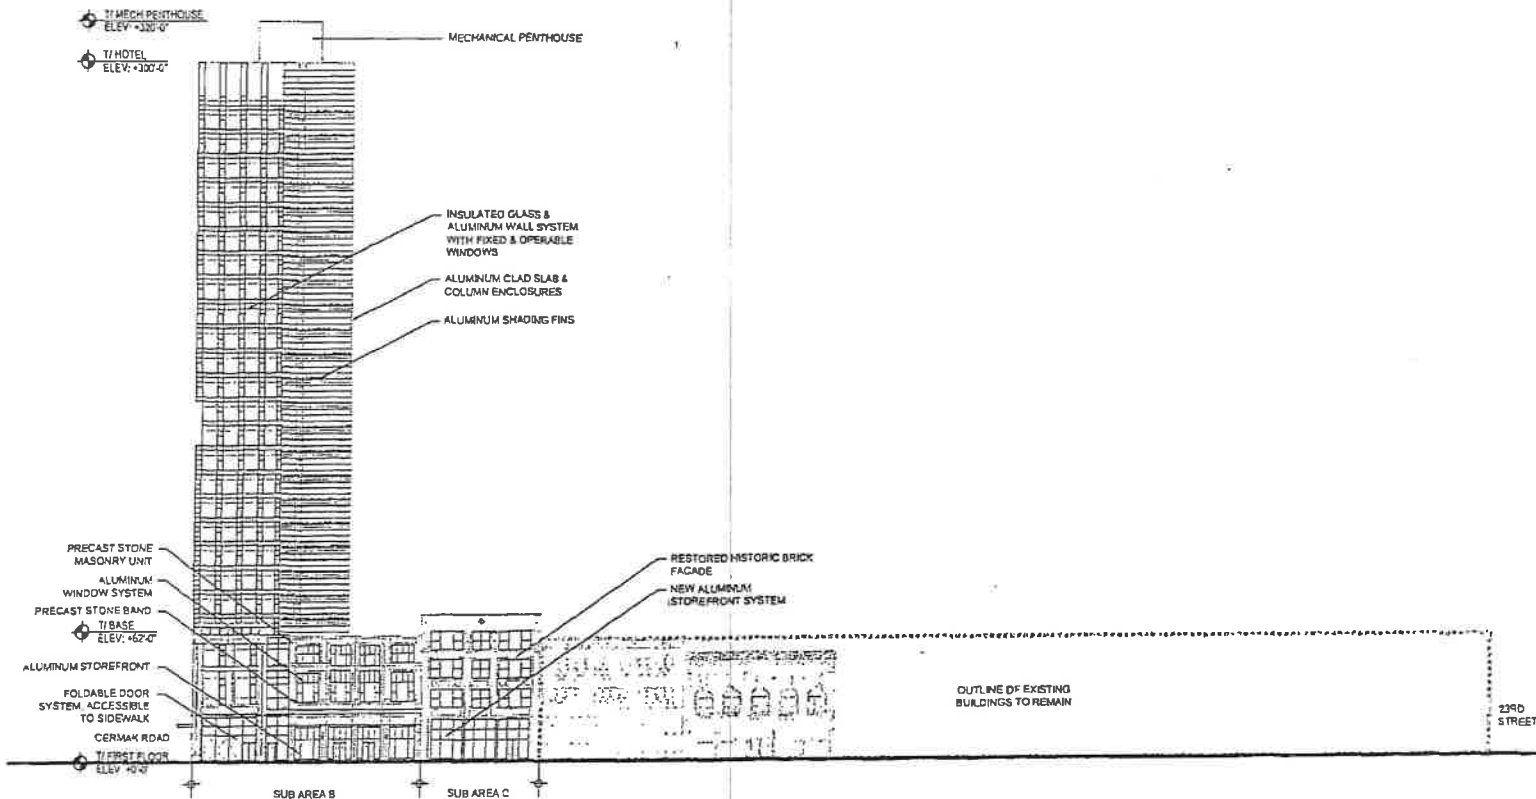 T/ MECH PENTHOUSE
ELEV: +320'-0"
MECHANICAL PENTHOUSE
T/ HOTEL
ELEV: +300'-0"
INSULATED GLASS &
ALUMINUM WALL SYSTEM
WITH FIXED & OPERABLE
WINDOWS
ALUMINUM CLAD SLAB &
COLUMN ENCLOSURES
ALUMINUM SHADING FINS
PRECAST STONE
MASONRY UNIT
ALUMINUM
WINDOW SYSTEM
PRECAST STONE BAND
T/ BASE
ELEV: +62'-0"
ALUMINUM STOREFRONT
FOLDABLE DOOR
SYSTEM, ACCESSIBLE
TO SIDEWALK
CERMAK ROAD
T/ FIRST FLOOR
ELEV: +0'-0"
RESTORED HISTORIC BRICK
FACADE
NEW ALUMINUM
STOREFRONT SYSTEM
OUTLINE OF EXISTING
BUILDINGS TO REMAIN
23RD
STREET
SUB AREA B
SUB AREA C